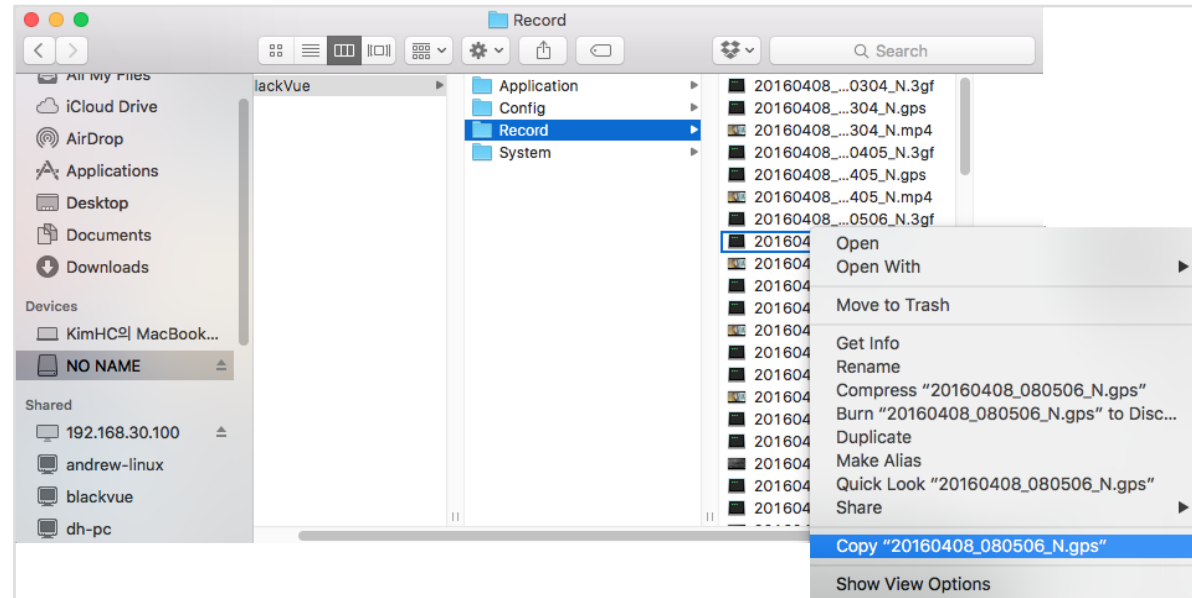 Record
Search
All My Files
iCloud Drive
AirDrop
Applications
Desktop
Documents
Downloads
Devices
KimHC의 MacBook...
NO NAME
Shared
192.168.30.100
andrew-linux
blackvue
dh-pc
lackVue
Application
Config
Record
System
20160408_...0304_N.3gf
20160408_...304_N.gps
20160408_...304_N.mp4
20160408_...0405_N.3gf
20160408_...405_N.gps
20160408_...405_N.mp4
20160408_...0506_N.3gf
201604
201604
201604
201604
201604
201604
201604
201604
201604
201604
201604
201604
201604
Open
Open With
Move to Trash
Get Info
Rename
Compress “20160408_080506_N.gps”
Burn “20160408_080506_N.gps” to Disc...
Duplicate
Make Alias
Quick Look “20160408_080506_N.gps”
Share
Copy “20160408_080506_N.gps”
Show View Options